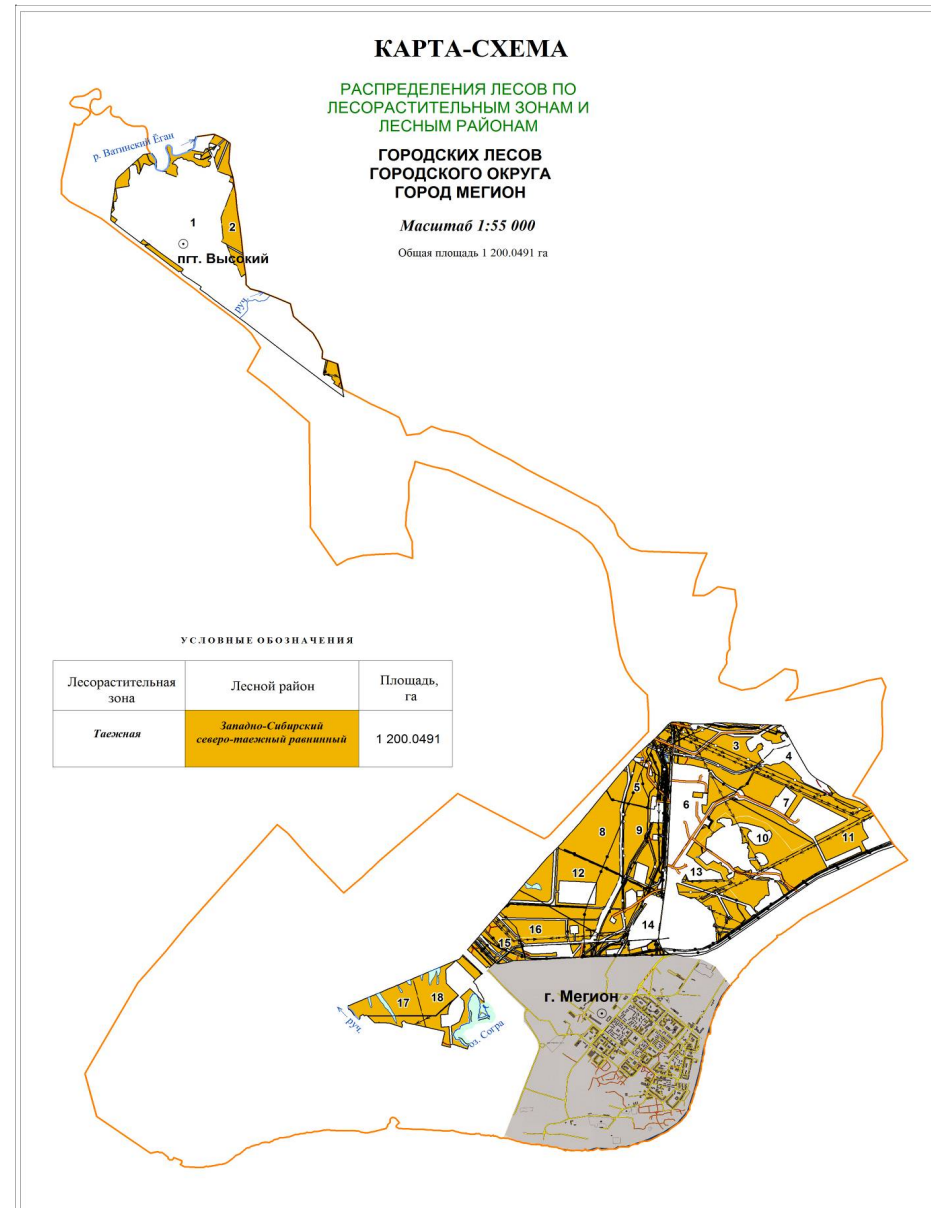 КАРТА-СХЕМА
РАСПРЕДЕЛЕНИЯ ЛЕСОВ ПО
ЛЕСОРАСТИТЕЛЬНЫМ ЗОНАМ И
ЛЕСНЫМ РАЙОНАМ
ГОРОДСКИХ ЛЕСОВ
ГОРОДСКОГО ОКРУГА
ГОРОД МЕГИОН
Масштаб 1:55 000
Общая площадь 1 200.0491 га
р. Ватинский Ёган
1
2
пгт. Высокий
руч.
УСЛОВНЫЕ ОБОЗНАЧЕНИЯ
Лесорастительная зона
Лесной район
Площадь, га
Таежная
Западно-Сибирский
северо-таежный равнинный
1 200.0491
3
4
5
6
7
8
9
10
11
12
13
14
15
16
17
18
руч.
оз. Согра
г. Мегион